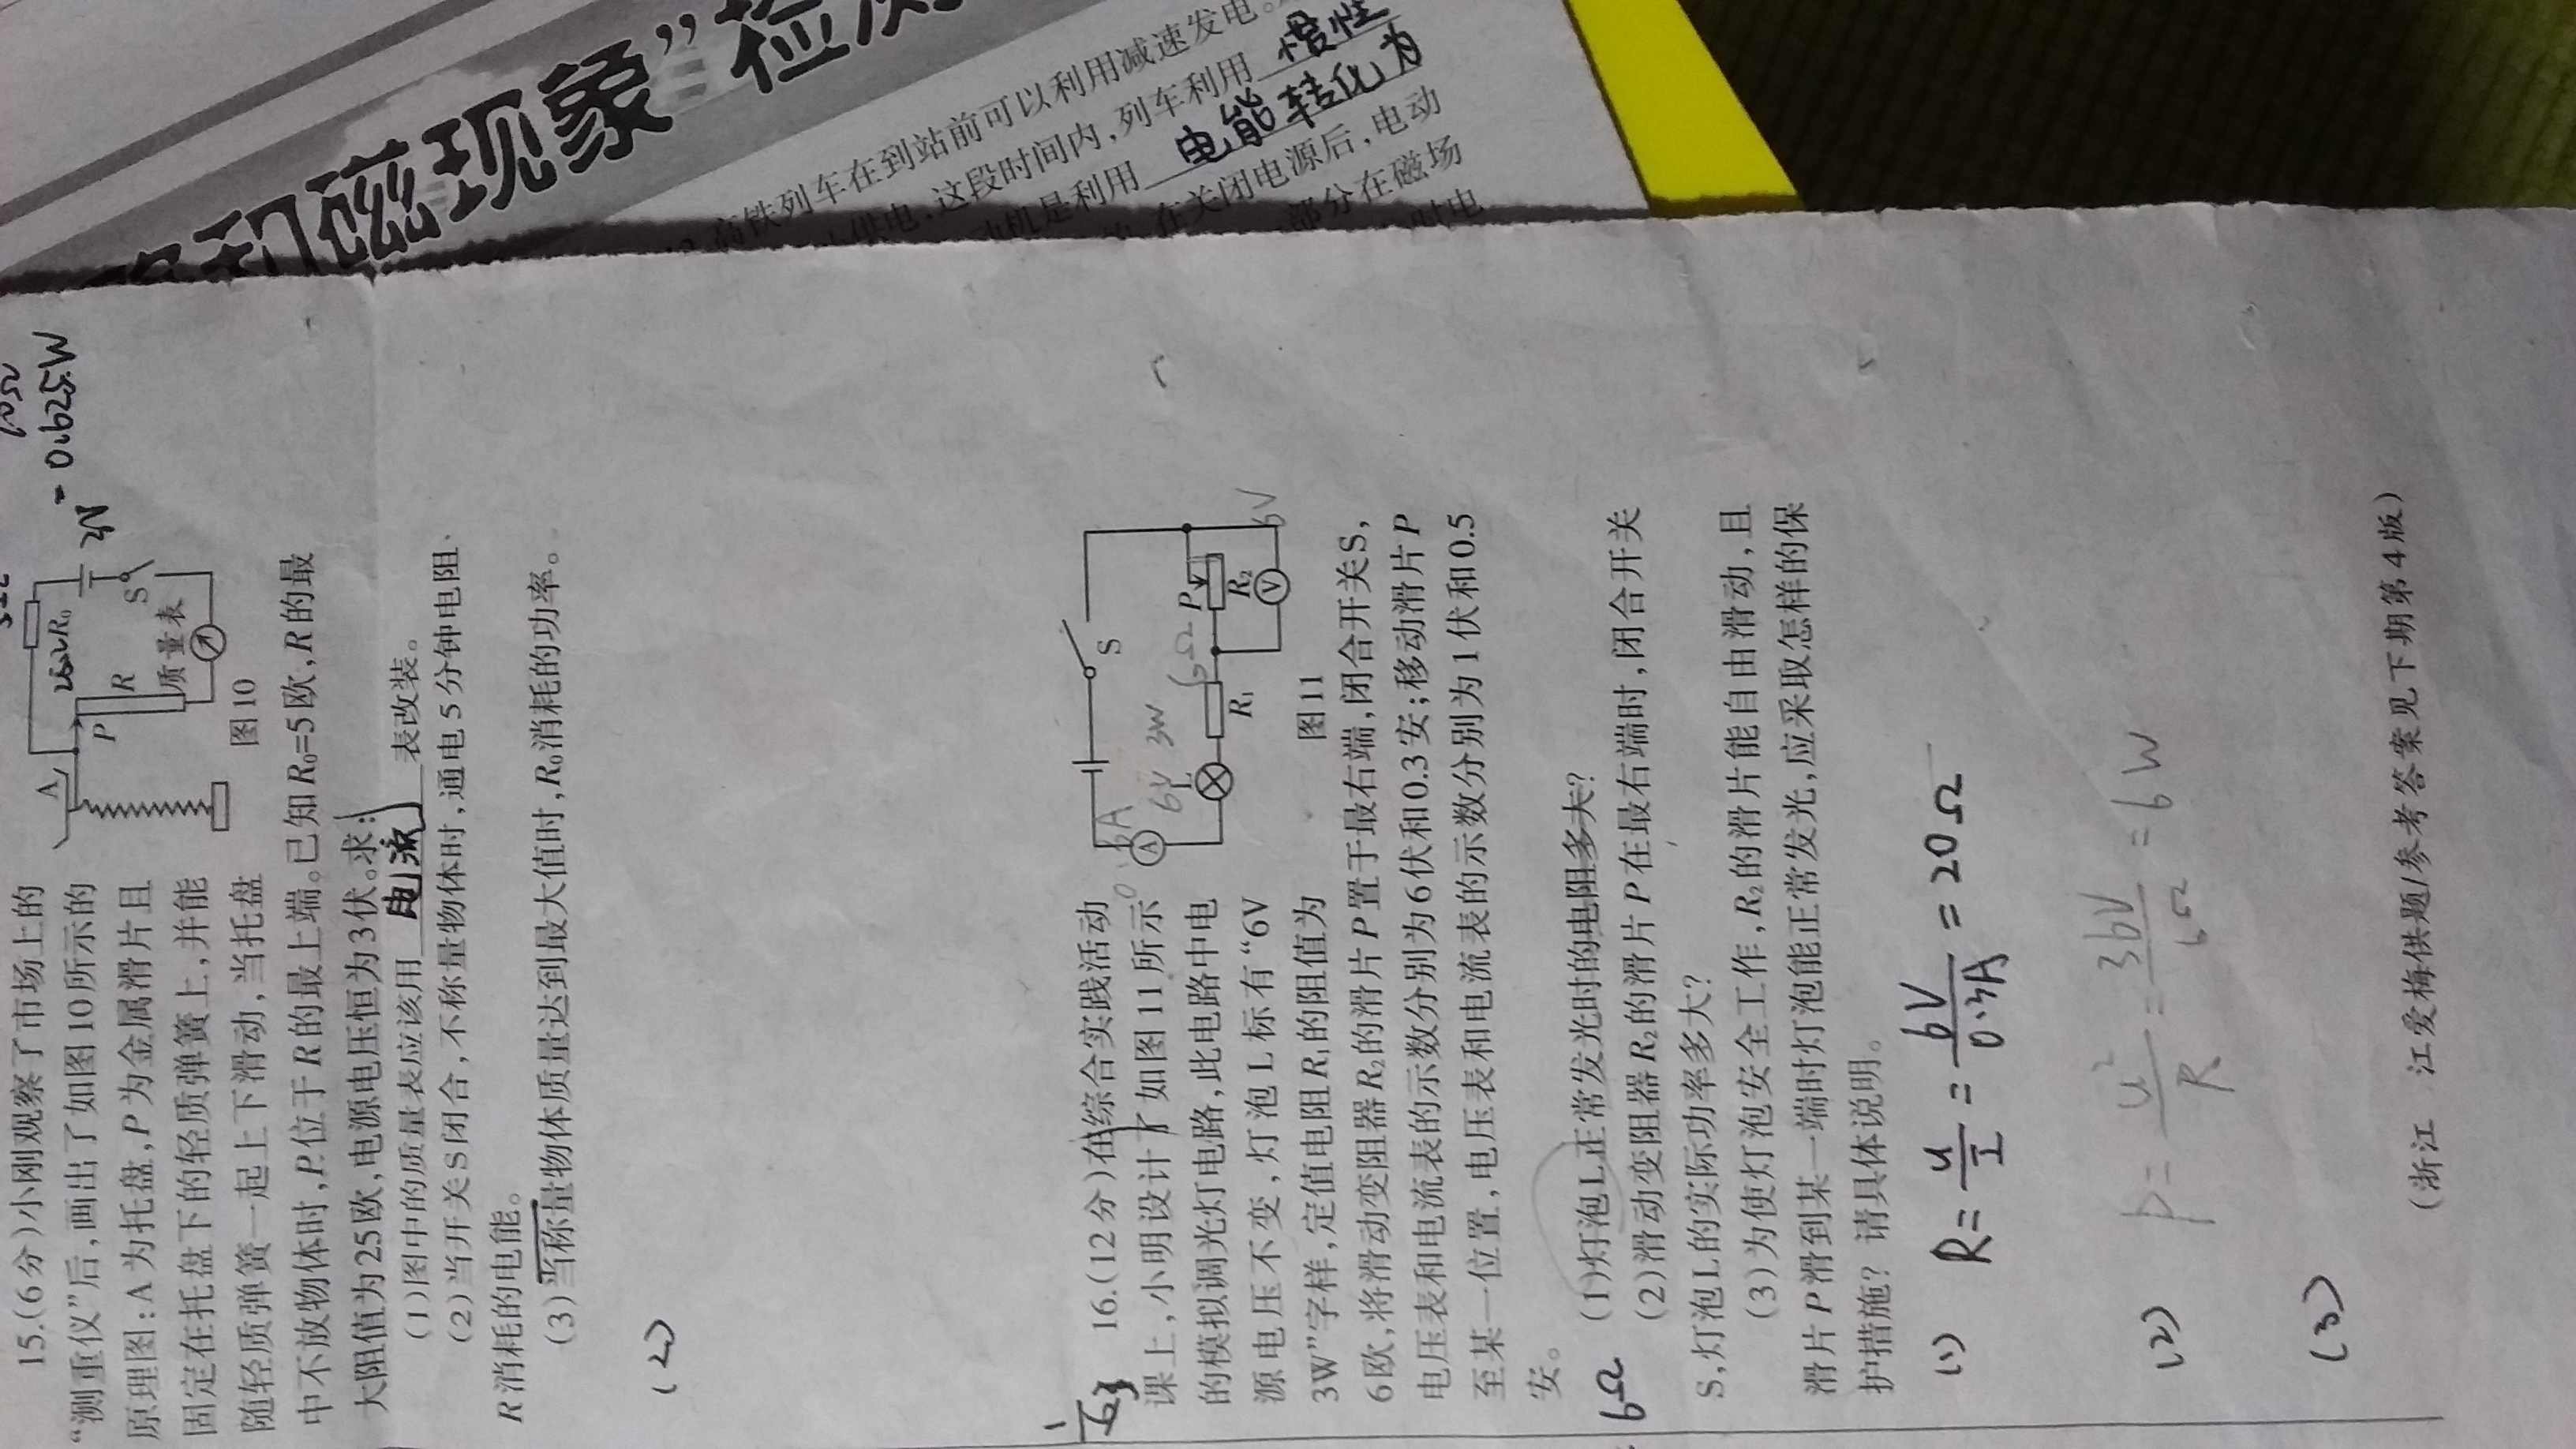 15.(6分)小刚观察了市场上的
“测重仪”后,画出了如图10所示的
原理图:A为托盘,P为金属滑片且
固定在托盘下的轻质弹簧上,并能
随轻质弹簧一起上下滑动,当托盘
中不放物体时,P位于R的最上端。已知R₀=5欧,R的最
大阻值为25欧,电源电压恒为3伏。求:
A
P
R
R₀
3V
S
质量表
图10
=0.625W
(1)图中的质量表应该用 电流 表改装。
(2)当开关S闭合,不称量物体时,通电5分钟电阻
R消耗的电能。
(3)当称量物体质量达到最大值时,R₀消耗的功率。
(2)
16.(12分)在综合实践活动
课上,小明设计了如图11所示
的模拟调光灯电路,此电路中电
源电压不变,灯泡L标有“6V
3W”字样,定值电阻R₁的阻值为
6欧,将滑动变阻器R₂的滑片P置于最右端,闭合开关S,
电压表和电流表的示数分别为6伏和0.3安;移动滑片P
至某一位置,电压表和电流表的示数分别为1伏和0.5
安。
S
A
6V 3W
L
6Ω
P
R₁
R₂
V
6V
图11
(1)灯泡L正常发光时的电阻多大?
6Ω
(2)滑动变阻器R₂的滑片P在最右端时,闭合开关
S,灯泡L的实际功率多大?
(3)为使灯泡安全工作,R₂的滑片能自由滑动,且
滑片P滑到某一端时灯泡能正常发光,应采取怎样的保
护措施?请具体说明。
(1) R=U/I=6V/0.3A=20Ω
(2) P=U²/R=36V/6Ω=6W
(3)
(浙江 江爱梅供题/参考答案见下期第4版)
磁现象”检测
高铁列车在到站前可以利用减速发电。
这段时间内,列车利用 惯性
机是利用 电能转化为
在关闭电源后,电动
部分在磁场